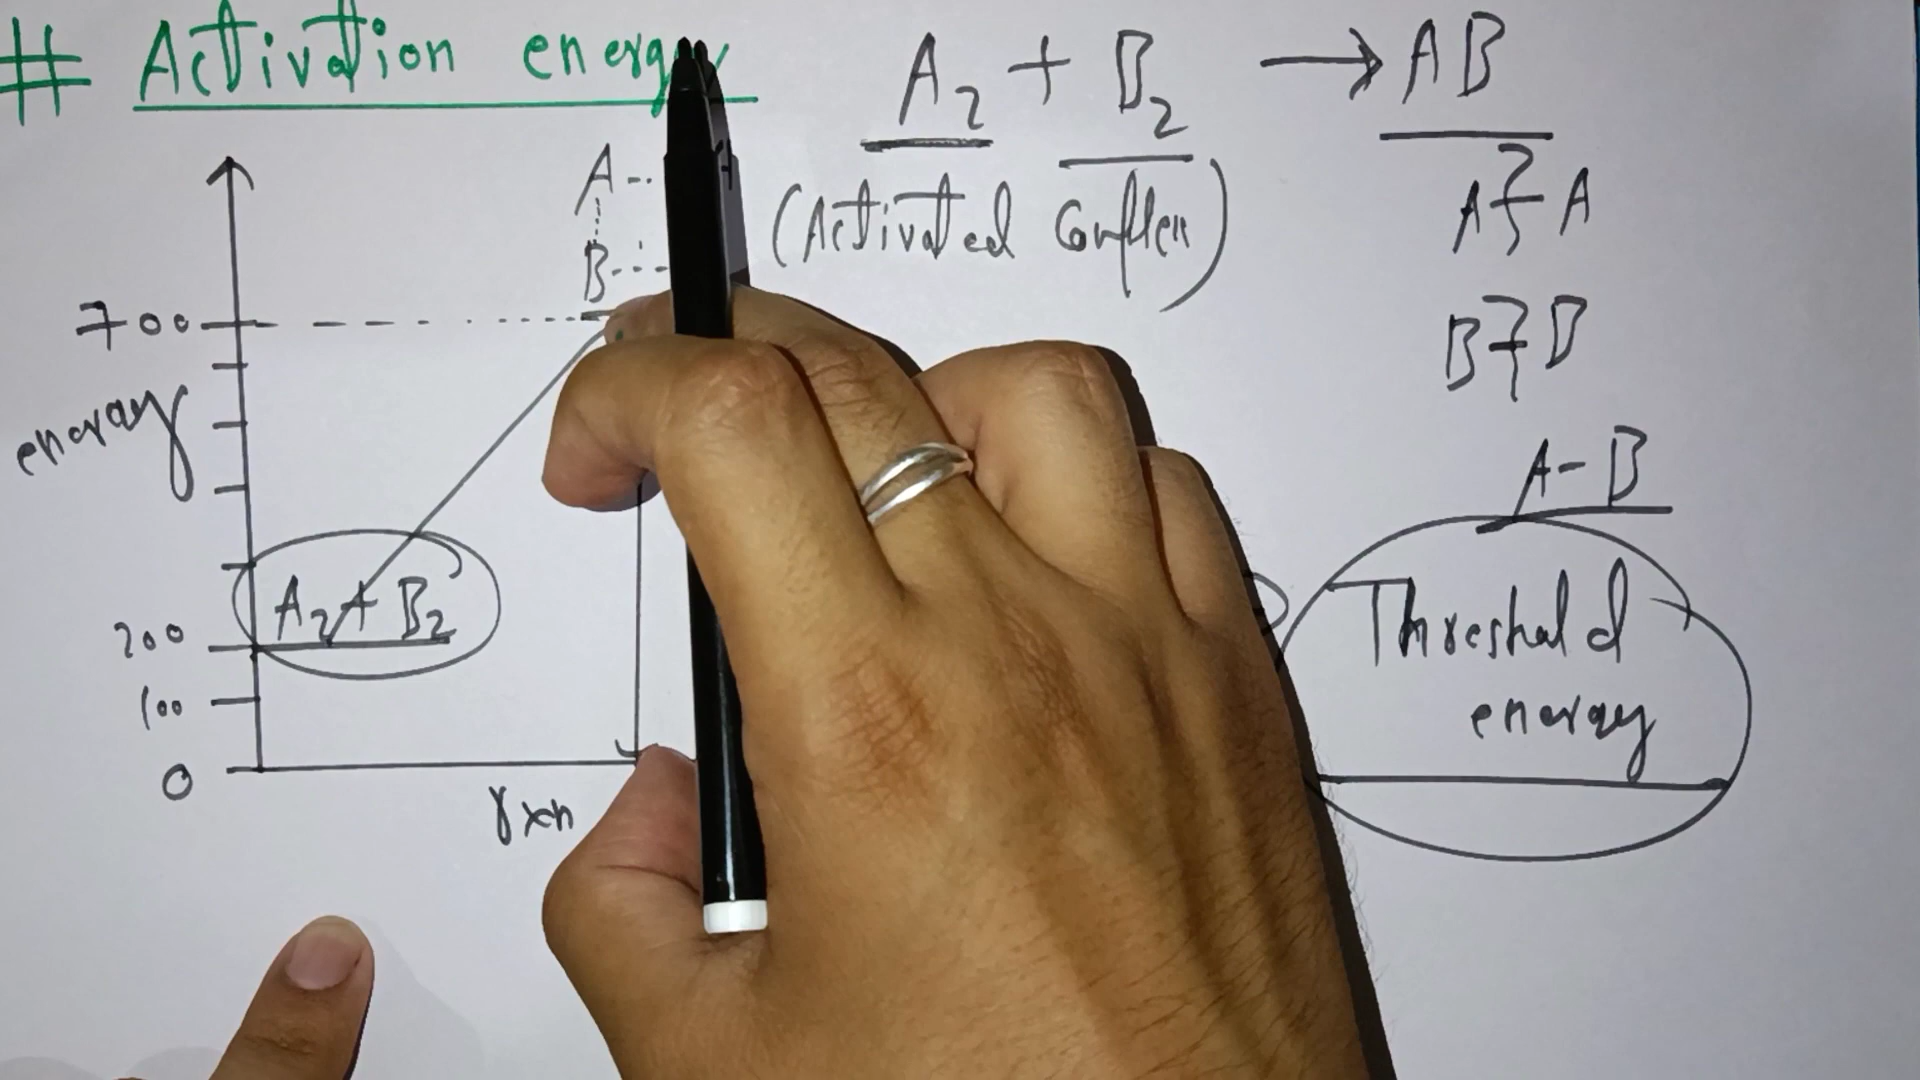 # Activation energy
A₂ + B₂ → AB
A--
B---
(Activated Complex)
A A
B B
A-B
700
energy
A₂ + B₂
200
100
0
rxn
Threshold
energy